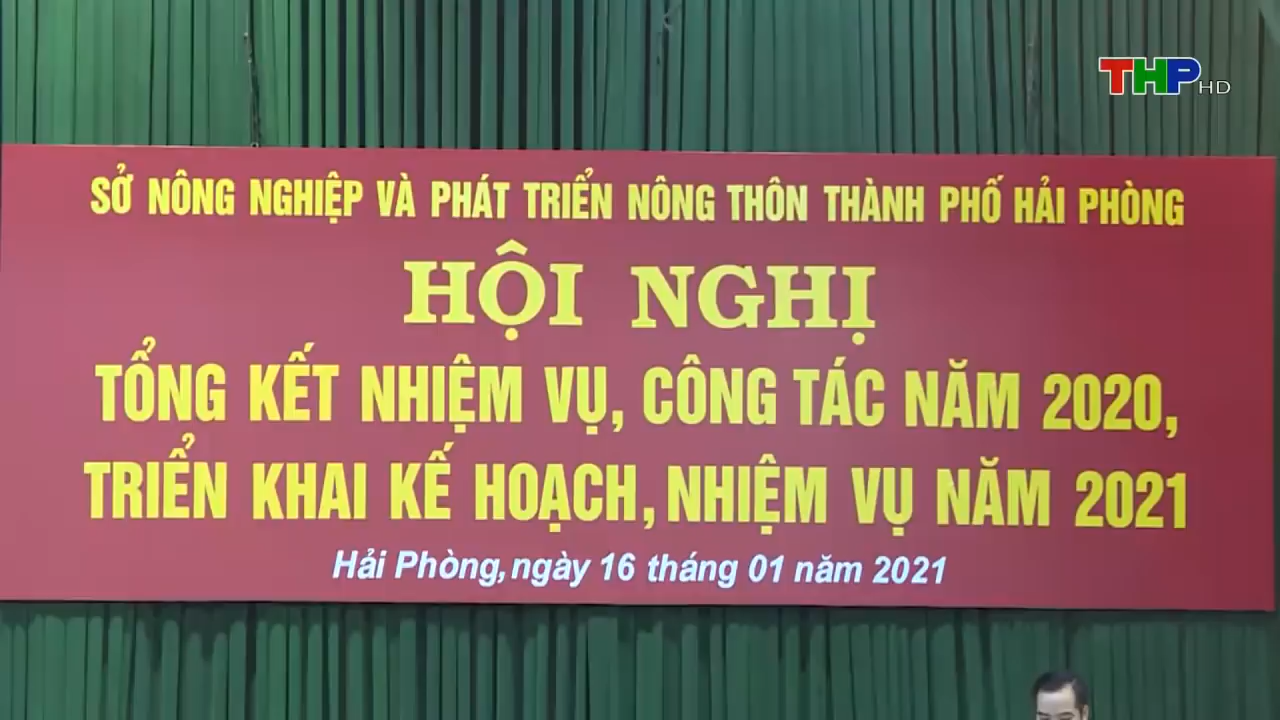 THP HD
SỞ NÔNG NGHIỆP VÀ PHÁT TRIỂN NÔNG THÔN THÀNH PHỐ HẢI PHÒNG
HỘI NGHỊ
TỔNG KẾT NHIỆM VỤ, CÔNG TÁC NĂM 2020,
TRIỂN KHAI KẾ HOẠCH, NHIỆM VỤ NĂM 2021
Hải Phòng, ngày 16 tháng 01 năm 2021